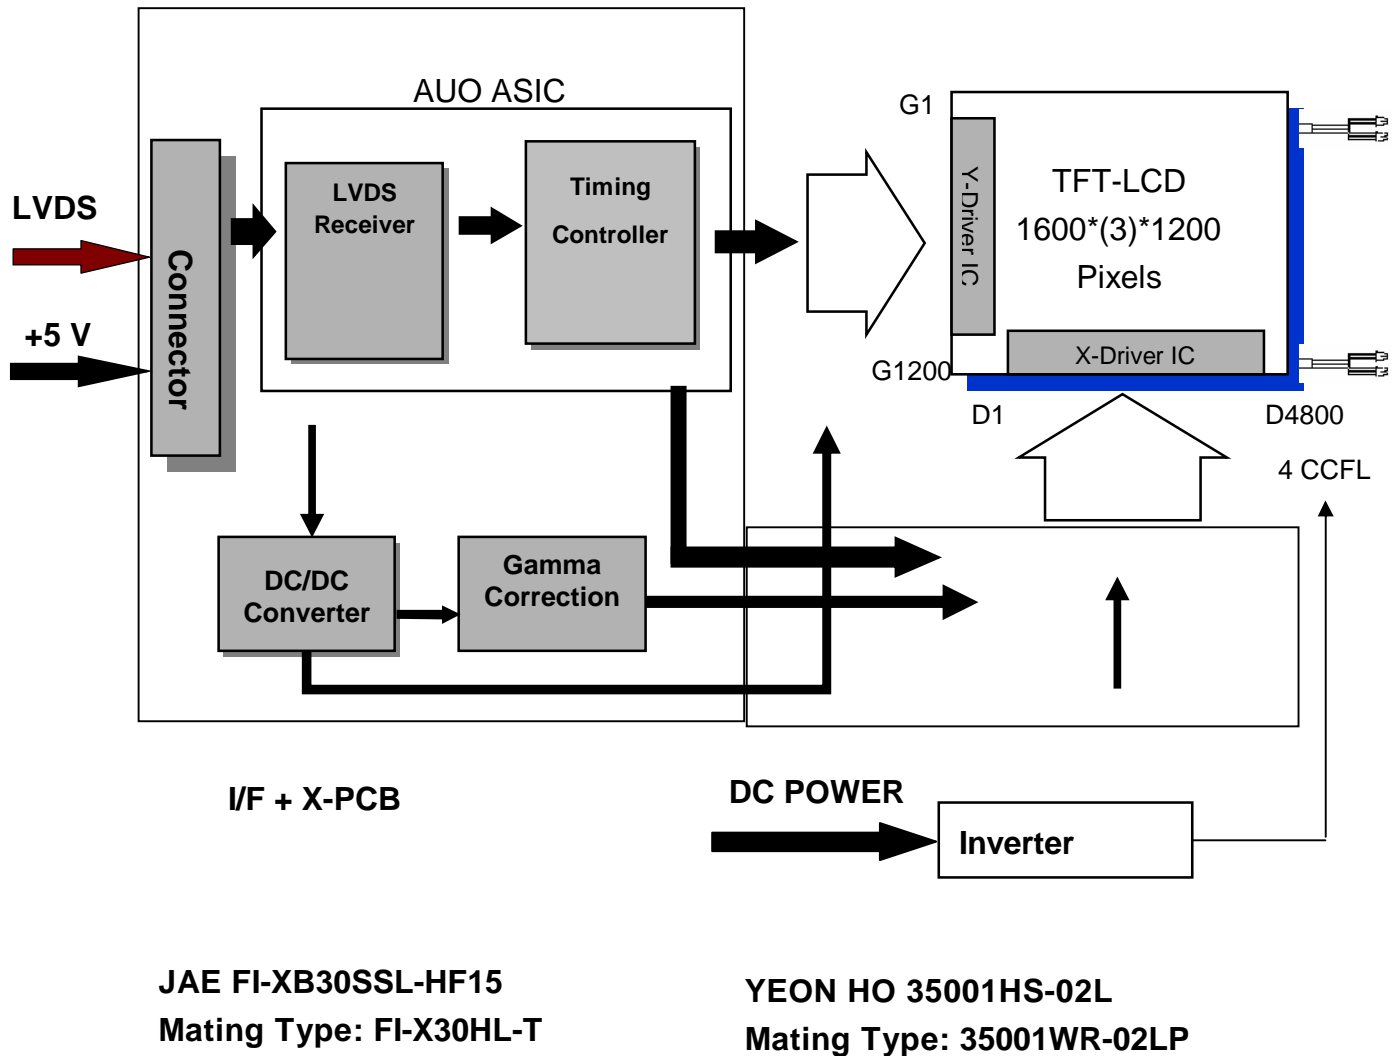 AUO ASIC
LVDS
+5 V
Connector
LVDS
Receiver
Timing
Controller
G1
Y-Driver IC
TFT-LCD
1600*(3)*1200
Pixels
X-Driver IC
G1200
D1
D4800
4 CCFL
DC/DC
Converter
Gamma
Correction
I/F + X-PCB
DC POWER
Inverter
JAE FI-XB30SSL-HF15
Mating Type: FI-X30HL-T
YEON HO 35001HS-02L
Mating Type: 35001WR-02LP